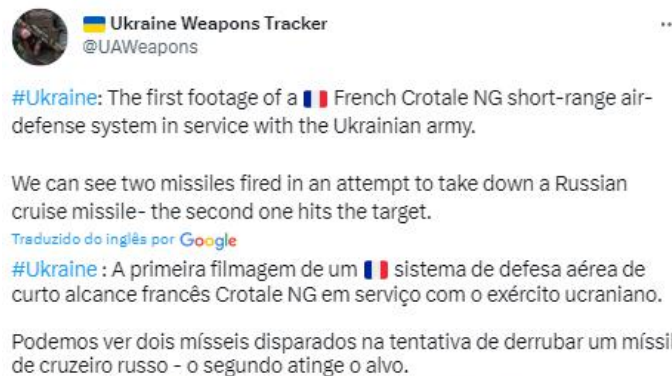 Ukraine Weapons Tracker
@UAWeapons
#Ukraine: The first footage of a French Crotale NG short-range air-
defense system in service with the Ukrainian army.
We can see two missiles fired in an attempt to take down a Russian
cruise missile- the second one hits the target.
Traduzido do inglês por Google
#Ukraine : A primeira filmagem de um sistema de defesa aérea de
curto alcance francês Crotale NG em serviço com o exército ucraniano.
Podemos ver dois mísseis disparados na tentativa de derrubar um míssil
de cruzeiro russo - o segundo atinge o alvo.